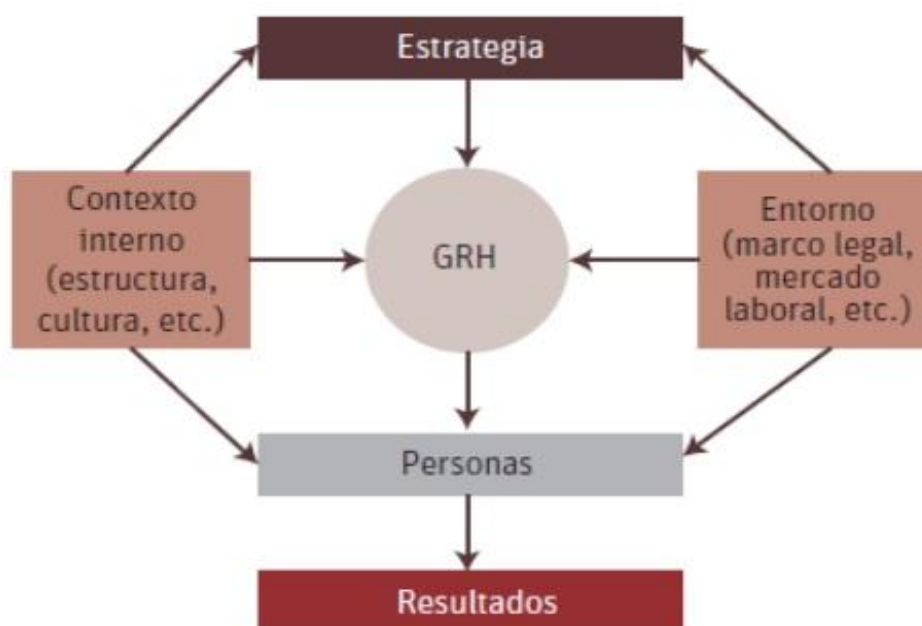 Estrategia
Contexto
interno
(estructura,
cultura, etc.)
GRH
Entorno
(marco legal,
mercado
laboral, etc.)
Personas
Resultados